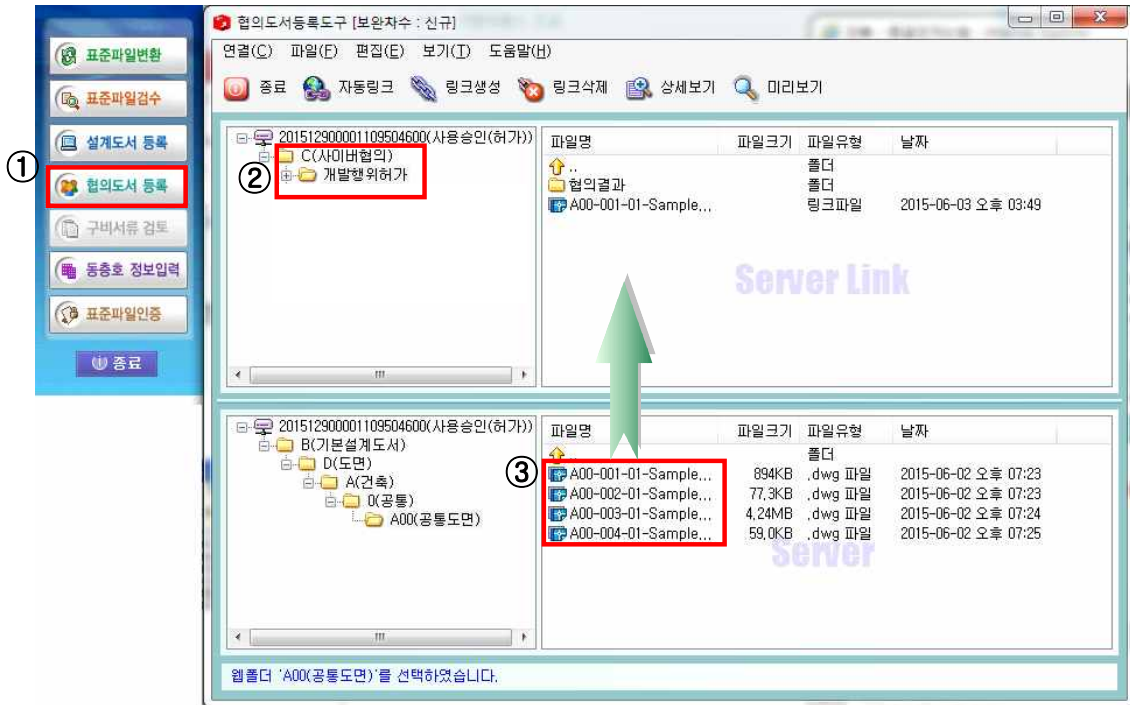 ①
표준파일변환
표준파일검수
설계도서 등록
협의도서 등록
구비서류 검토
동층호 정보입력
표준파일인증
종료
협의도서등록도구 [보완차수 : 신규]
연결(C) 파일(F) 편집(E) 보기(T) 도움말(H)
종료 자동링크 링크생성 링크삭제 상세보기 미리보기
②
201512900001109504600(사용승인(허가))
C(사이버협의)
개발행위허가
파일명 파일크기 파일유형 날짜
.. 폴더
협의결과 폴더
A00-001-01-Sample... 링크파일 2015-06-03 오후 03:49
Server Link
201512900001109504600(사용승인(허가))
B(기본설계도서)
D(도면)
A(건축)
0(공통)
A00(공통도면)
③
파일명 파일크기 파일유형 날짜
.. 폴더
A00-001-01-Sample... 894KB .dwg 파일 2015-06-02 오후 07:23
A00-002-01-Sample... 77.3KB .dwg 파일 2015-06-02 오후 07:23
A00-003-01-Sample... 4.24MB .dwg 파일 2015-06-02 오후 07:24
A00-004-01-Sample... 59.0KB .dwg 파일 2015-06-02 오후 07:25
Server
웹폴더 'A00(공통도면)'를 선택하였습니다.